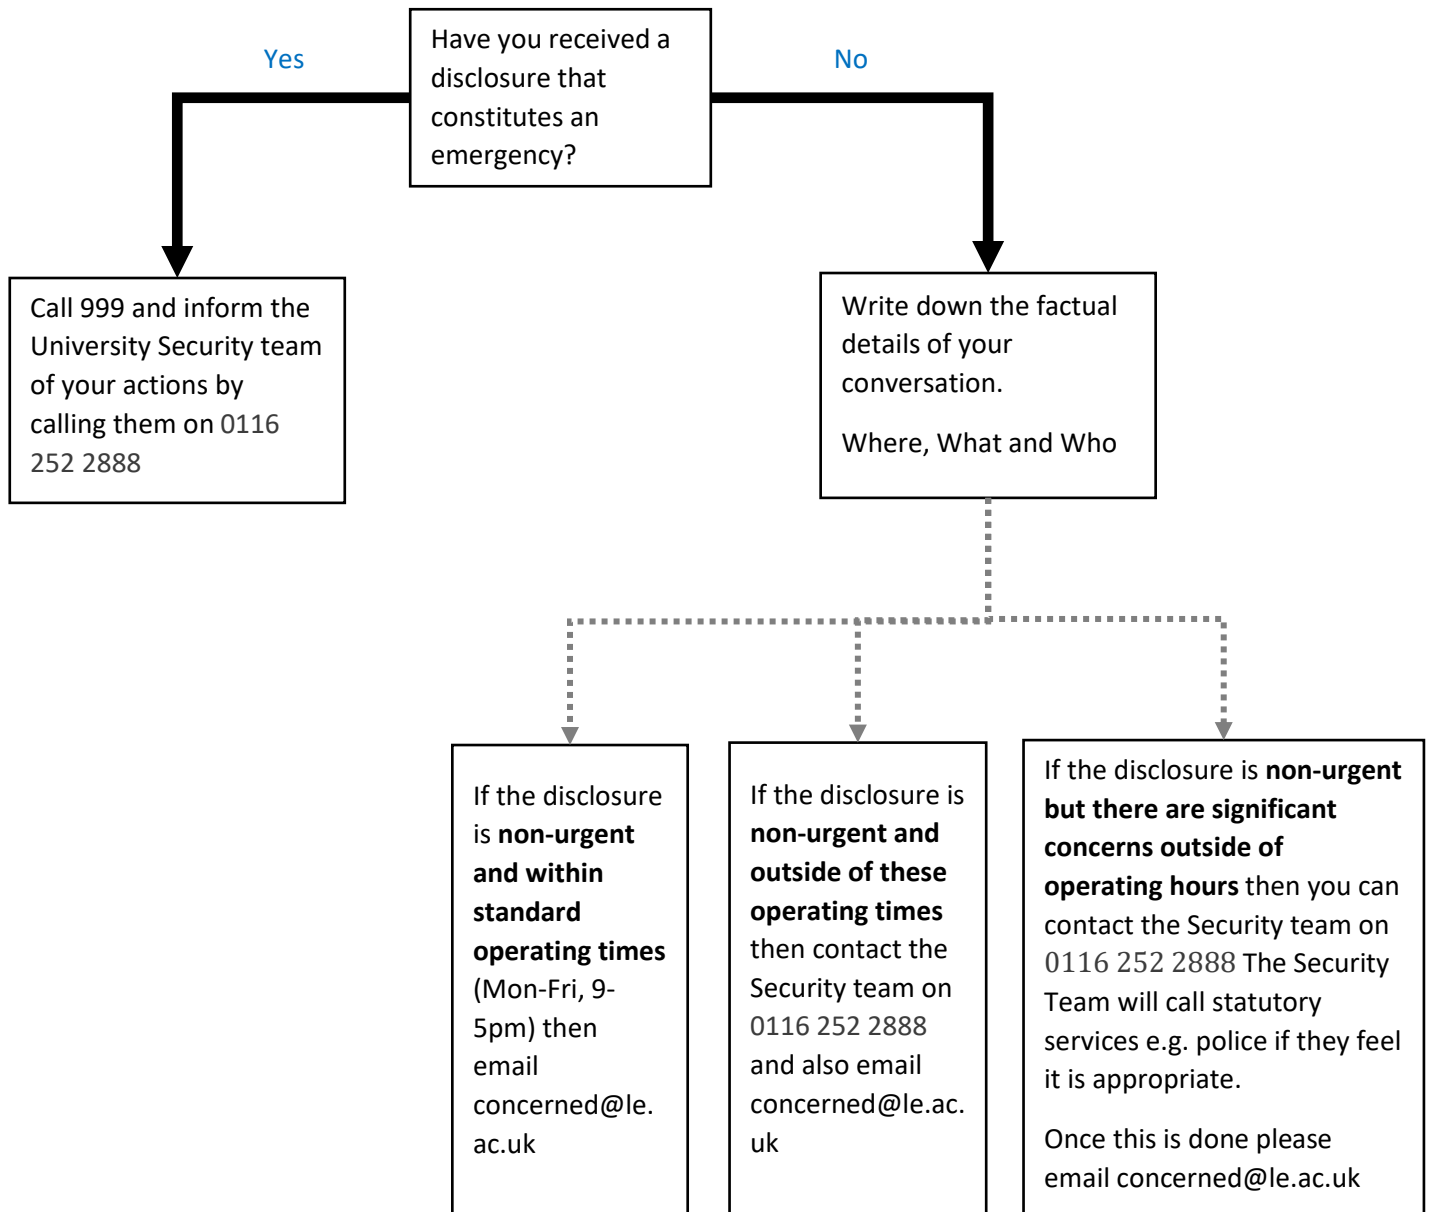 Have you received a
disclosure that
constitutes an
emergency?
Yes
No
Call 999 and inform the
University Security team
of your actions by
calling them on 0116
252 2888
Write down the factual
details of your
conversation.
Where, What and Who
If the disclosure
is non-urgent
and within
standard
operating times
(Mon-Fri, 9-
5pm) then
email
concerned@le.
ac.uk
If the disclosure is
non-urgent and
outside of these
operating times
then contact the
Security team on
0116 252 2888
and also email
concerned@le.ac.
uk
If the disclosure is non-urgent
but there are significant
concerns outside of
operating hours then you can
contact the Security team on
0116 252 2888 The Security
Team will call statutory
services e.g. police if they feel
it is appropriate.
Once this is done please
email concerned@le.ac.uk